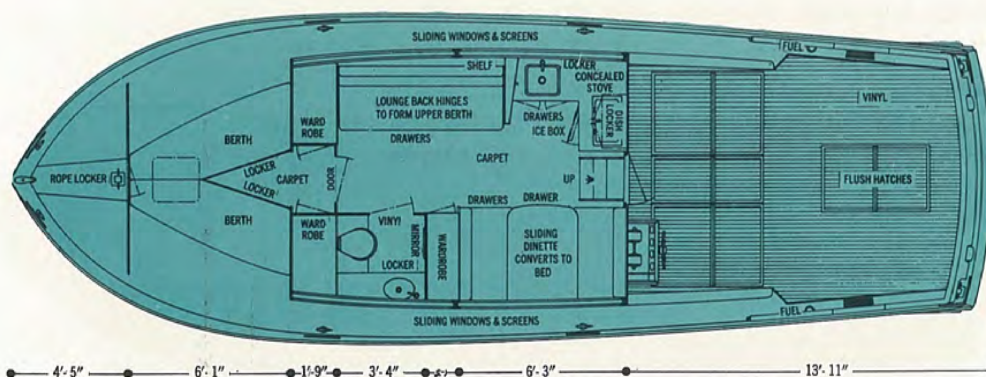 SLIDING WINDOWS & SCREENS
FUEL
SHELF
LOCKER
CONCEALED
STOVE
VINYL
LOUNGE BACK HINGES
TO FORM UPPER BERTH
WARD
ROBE
DRAWERS
DISH
LOCKER
BERTH
DRAWERS
ICE BOX
CARPET
LOCKER
ROPE LOCKER
CARPET
DOOR
UP
FLUSH HATCHES
LOCKER
DRAWERS
DRAWER
BERTH
WARD
ROBE
VINYL
MIRROR
WARDROBE
SLIDING
DINETTE
CONVERTS TO
BED
LOCKER
FUEL
SLIDING WINDOWS & SCREENS
4'- 5"
6'- 1"
1'-9"
3'- 4"
6'- 3"
13'- 11"